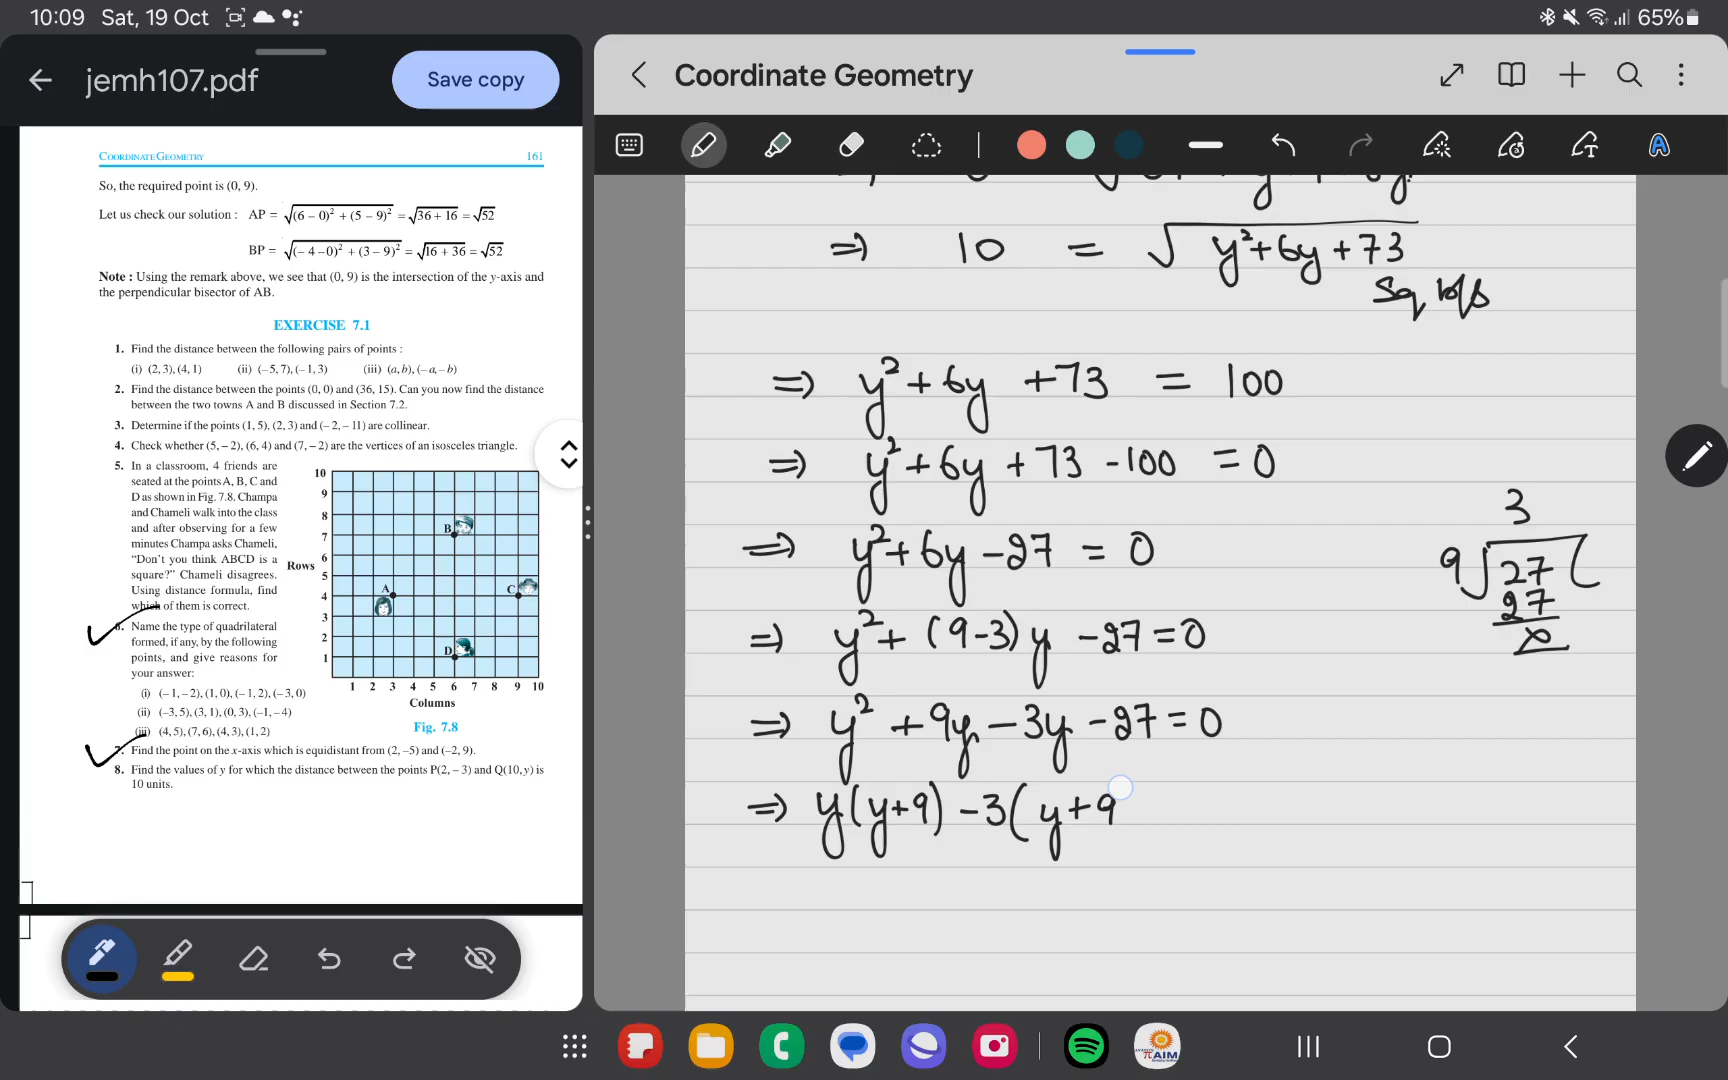 10:09 Sat, 19 Oct
65%
jemh107.pdf
Save copy
COORDINATE GEOMETRY 161
So, the required point is (0, 9).
Let us check our solution : AP = √(6 – 0)² + (5 – 9)² = √36 + 16 = √52
BP = √(– 4 –0)² + (3 – 9)² = √16 + 36 = √52
Note : Using the remark above, we see that (0, 9) is the intersection of the y-axis and
the perpendicular bisector of AB.
EXERCISE 7.1
1. Find the distance between the following pairs of points :
(i) (2, 3), (4, 1) (ii) (– 5, 7), (– 1, 3) (iii) (a, b), (– a, – b)
2. Find the distance between the points (0, 0) and (36, 15). Can you now find the distance
between the two towns A and B discussed in Section 7.2.
3. Determine if the points (1, 5), (2, 3) and (– 2, – 11) are collinear.
4. Check whether (5, – 2), (6, 4) and (7, – 2) are the vertices of an isosceles triangle.
5. In a classroom, 4 friends are
seated at the points A, B, C and
D as shown in Fig. 7.8. Champa
and Chameli walk into the class
and after observing for a few
minutes Champa asks Chameli,
“Don’t you think ABCD is a
square?” Chameli disagrees.
Using distance formula, find
which of them is correct.
6. Name the type of quadrilateral
formed, if any, by the following
points, and give reasons for
your answer:
(i) (– 1, – 2), (1, 0), (– 1, 2), (– 3, 0)
(ii) (–3, 5), (3, 1), (0, 3), (–1, – 4)
(iii) (4, 5), (7, 6), (4, 3), (1, 2)
10
9
8
7
6
5
4
3
2
1
Rows
B
A
C
D
1 2 3 4 5 6 7 8 9 10
Columns
Fig. 7.8
7. Find the point on the x-axis which is equidistant from (2, –5) and (–2, 9).
8. Find the values of y for which the distance between the points P(2, – 3) and Q(10, y) is
10 units.
Coordinate Geometry
⇒ 10 = √y²+6y+73
Sq b/s
⇒ y²+6y +73 = 100
⇒ y²+6y +73 -100 = 0
⇒ y²+6y -27 = 0
⇒ y²+ (9-3)y -27=0
⇒ y² +9y -3y -27=0
⇒ y(y+9) -3(y+9
3
9√27(
27
x
πAIM